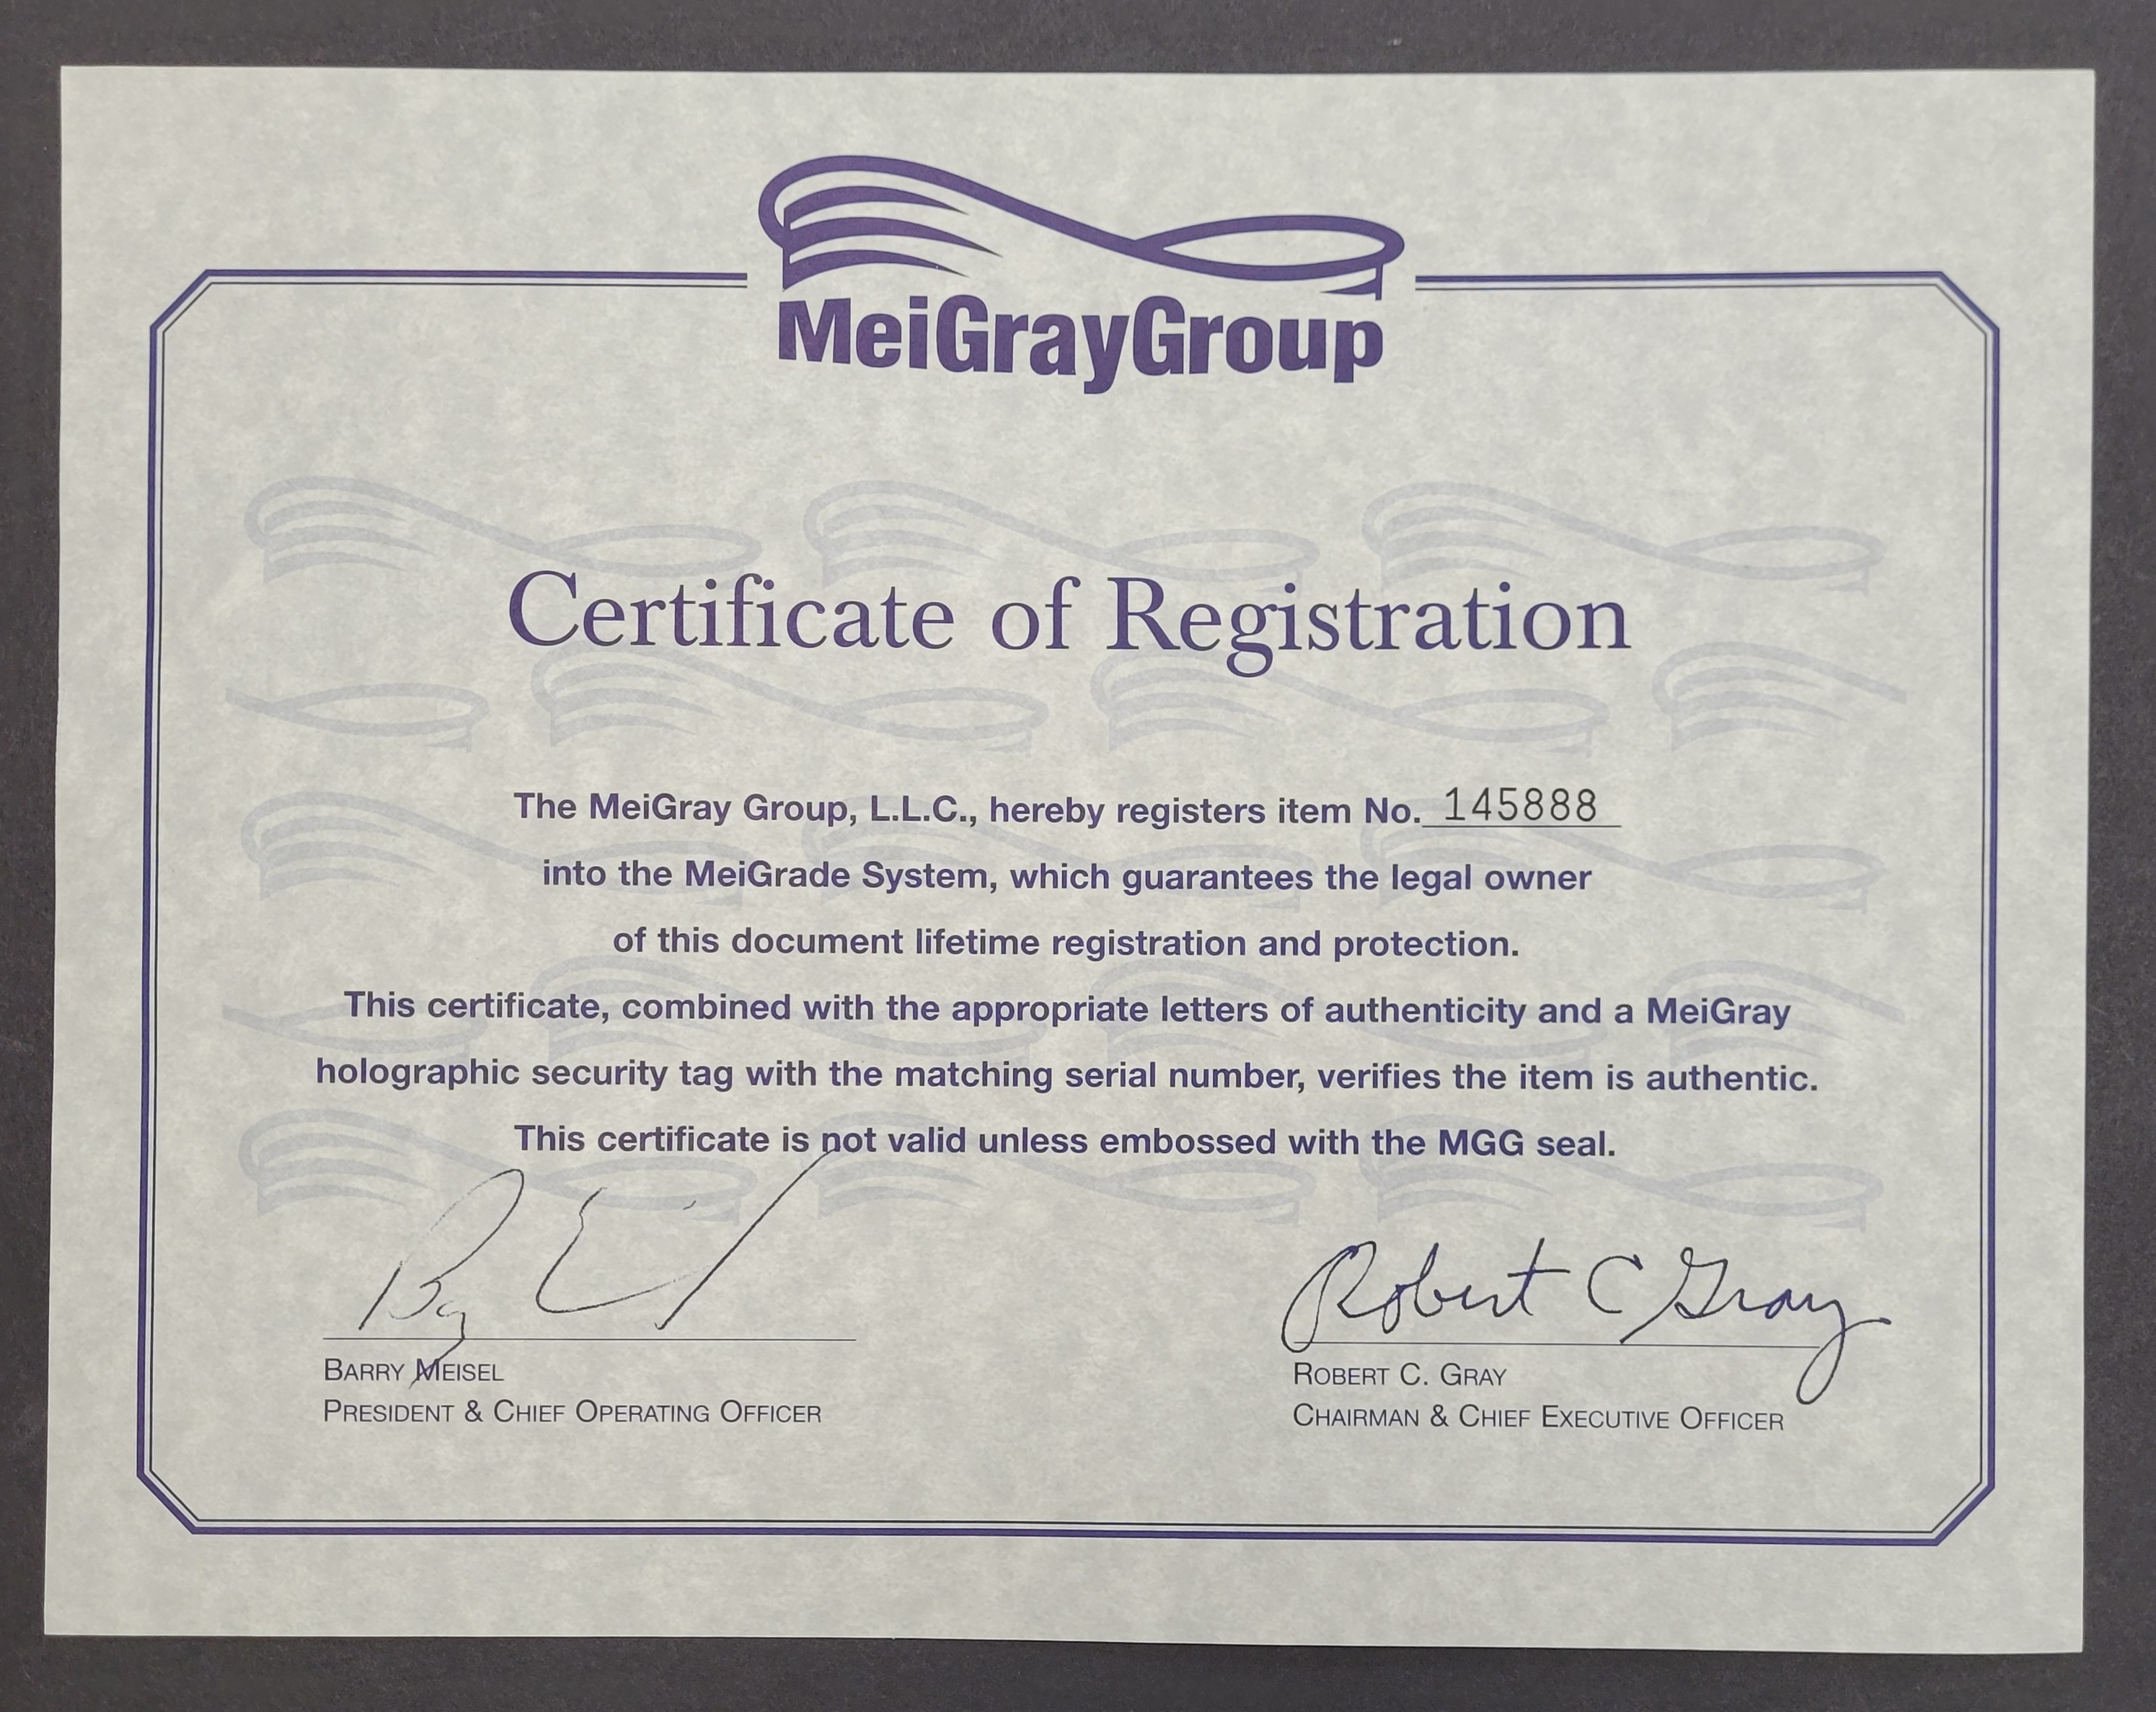 MeiGrayGroup
Certificate of Registration
The MeiGray Group, L.L.C., hereby registers item No. 145888
into the MeiGrade System, which guarantees the legal owner
of this document lifetime registration and protection.
This certificate, combined with the appropriate letters of authenticity and a MeiGray
holographic security tag with the matching serial number, verifies the item is authentic.
This certificate is not valid unless embossed with the MGG seal.
Robert C Gray
BARRY MEISEL
PRESIDENT & CHIEF OPERATING OFFICER
ROBERT C. GRAY
CHAIRMAN & CHIEF EXECUTIVE OFFICER